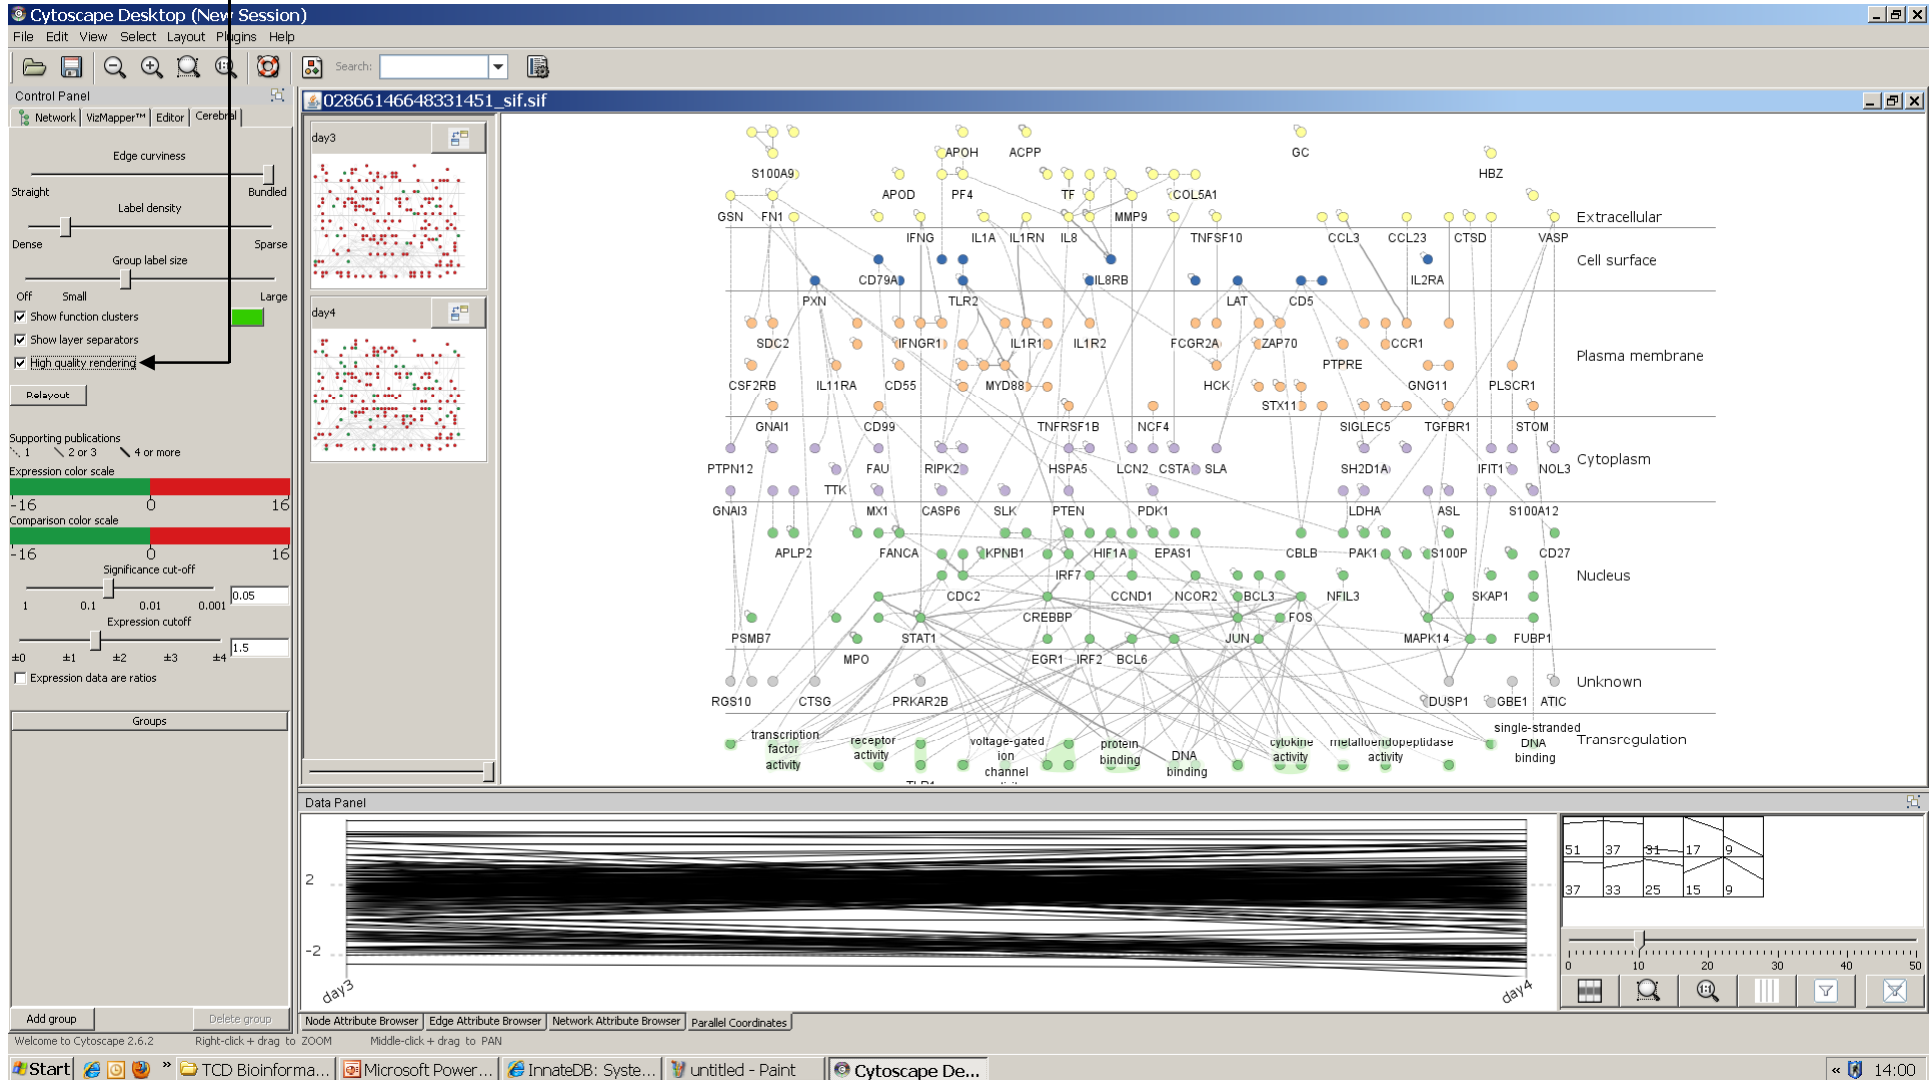 Cytoscape Desktop (New Session)
File Edit View Select Layout Plugins Help
Search:
Control Panel
Network VizMapper™ Editor Cerebral
Edge curviness
Straight Bundled
Label density
Dense Sparse
Group label size
Off Small Large
Show function clusters
Show layer separators
High quality rendering
Relayout
Supporting publications
1 2 or 3 4 or more
Expression color scale
-16 0 16
Comparison color scale
-16 0 16
Significance cut-off
1 0.1 0.01 0.001 0.05
Expression cutoff
±0 ±1 ±2 ±3 ±4 1.5
Expression data are ratios
Groups
Add group Delete group
02866146648331451_sif.sif
day3
day4
APOH ACPP GC
S100A9 HBZ
APOD PF4 TF COL5A1
GSN FN1 MMP9 Extracellular
IFNG IL1A IL1RN IL8 TNFSF10 CCL3 CCL23 CTSD VASP
Cell surface
CD79A IL8RB IL2RA
PXN TLR2 LAT CD5
SDC2 IFNGR1 IL1R1 IL1R2 FCGR2A ZAP70 CCR1
Plasma membrane
PTPRE
CSF2RB IL11RA CD55 MYD88 HCK GNG11 PLSCR1
STX11
GNAI1 CD99 TNFRSF1B NCF4 SIGLEC5 TGFBR1 STOM
Cytoplasm
PTPN12 FAU RIPK2 HSPA5 LCN2 CSTA SLA SH2D1A IFIT1 NOL3
TTK
GNAI3 MX1 CASP6 SLK PTEN PDK1 LDHA ASL S100A12
APLP2 FANCA KPNB1 HIF1A EPAS1 CBLB PAK1 S100P CD27
IRF7 Nucleus
CDC2 CCND1 NCOR2 BCL3 NFIL3 SKAP1
CREBBP FOS
PSMB7 STAT1 JUN MAPK14 FUBP1
MPO EGR1 IRF2 BCL6
Unknown
RGS10 CTSG PRKAR2B DUSP1 GBE1 ATIC
transcription factor activity
receptor activity
voltage-gated ion channel
protein binding
DNA binding
cytokine activity
metalloendopeptidase activity
single-stranded DNA binding
Transregulation
Data Panel
2
-2
day3 day4
51 37 31 17 9
37 33 25 15 9
0 10 20 30 40 50
Node Attribute Browser Edge Attribute Browser Network Attribute Browser Parallel Coordinates
Welcome to Cytoscape 2.6.2 Right-click + drag to ZOOM Middle-click + drag to PAN
Start TCD Bioinforma... Microsoft Power... InnateDB: Syste... untitled - Paint Cytoscape De... 14:00